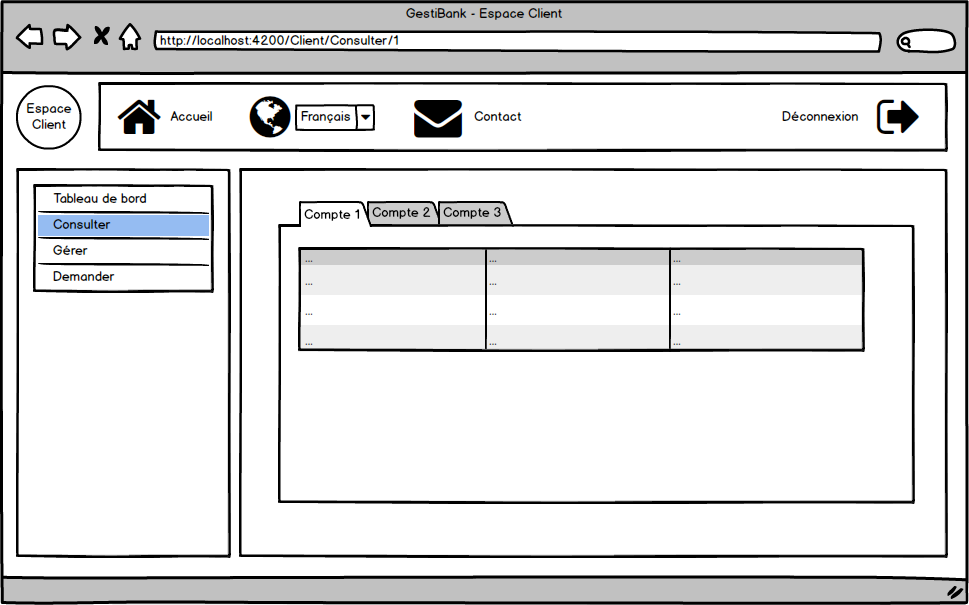 GestiBank - Espace Client
http://localhost:4200/Client/Consulter/1
Espace
Client
Accueil
Français
Contact
Déconnexion
Tableau de bord
Consulter
Gérer
Demander
Compte 1 Compte 2 Compte 3
... ... ...
... ... ...
... ... ...
... ... ...